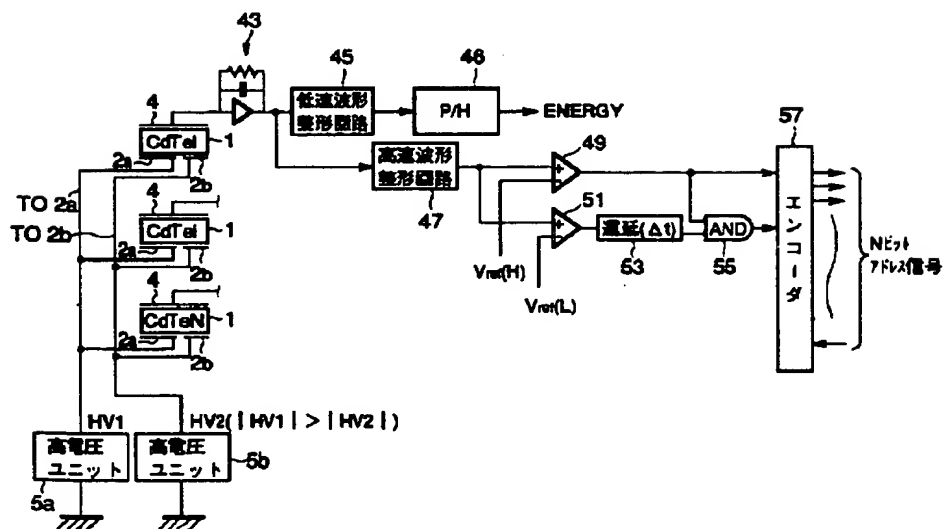 43
45
低速波形
整形回路
46
P/H
ENERGY
4
CdTeI
1
2a
2b
高速波形
整形回路
47
49
51
57
エンコーダ
TO 2a
TO 2b
4
CdTei
1
2a
2b
遅延(Δt)
53
AND
55
Nビット
アドレス信号
Vref(H)
Vref(L)
4
CdTeN
1
2a
2b
HV1
HV2(|HV1|>|HV2|)
高電圧
ユニット
5a
高電圧
ユニット
5b